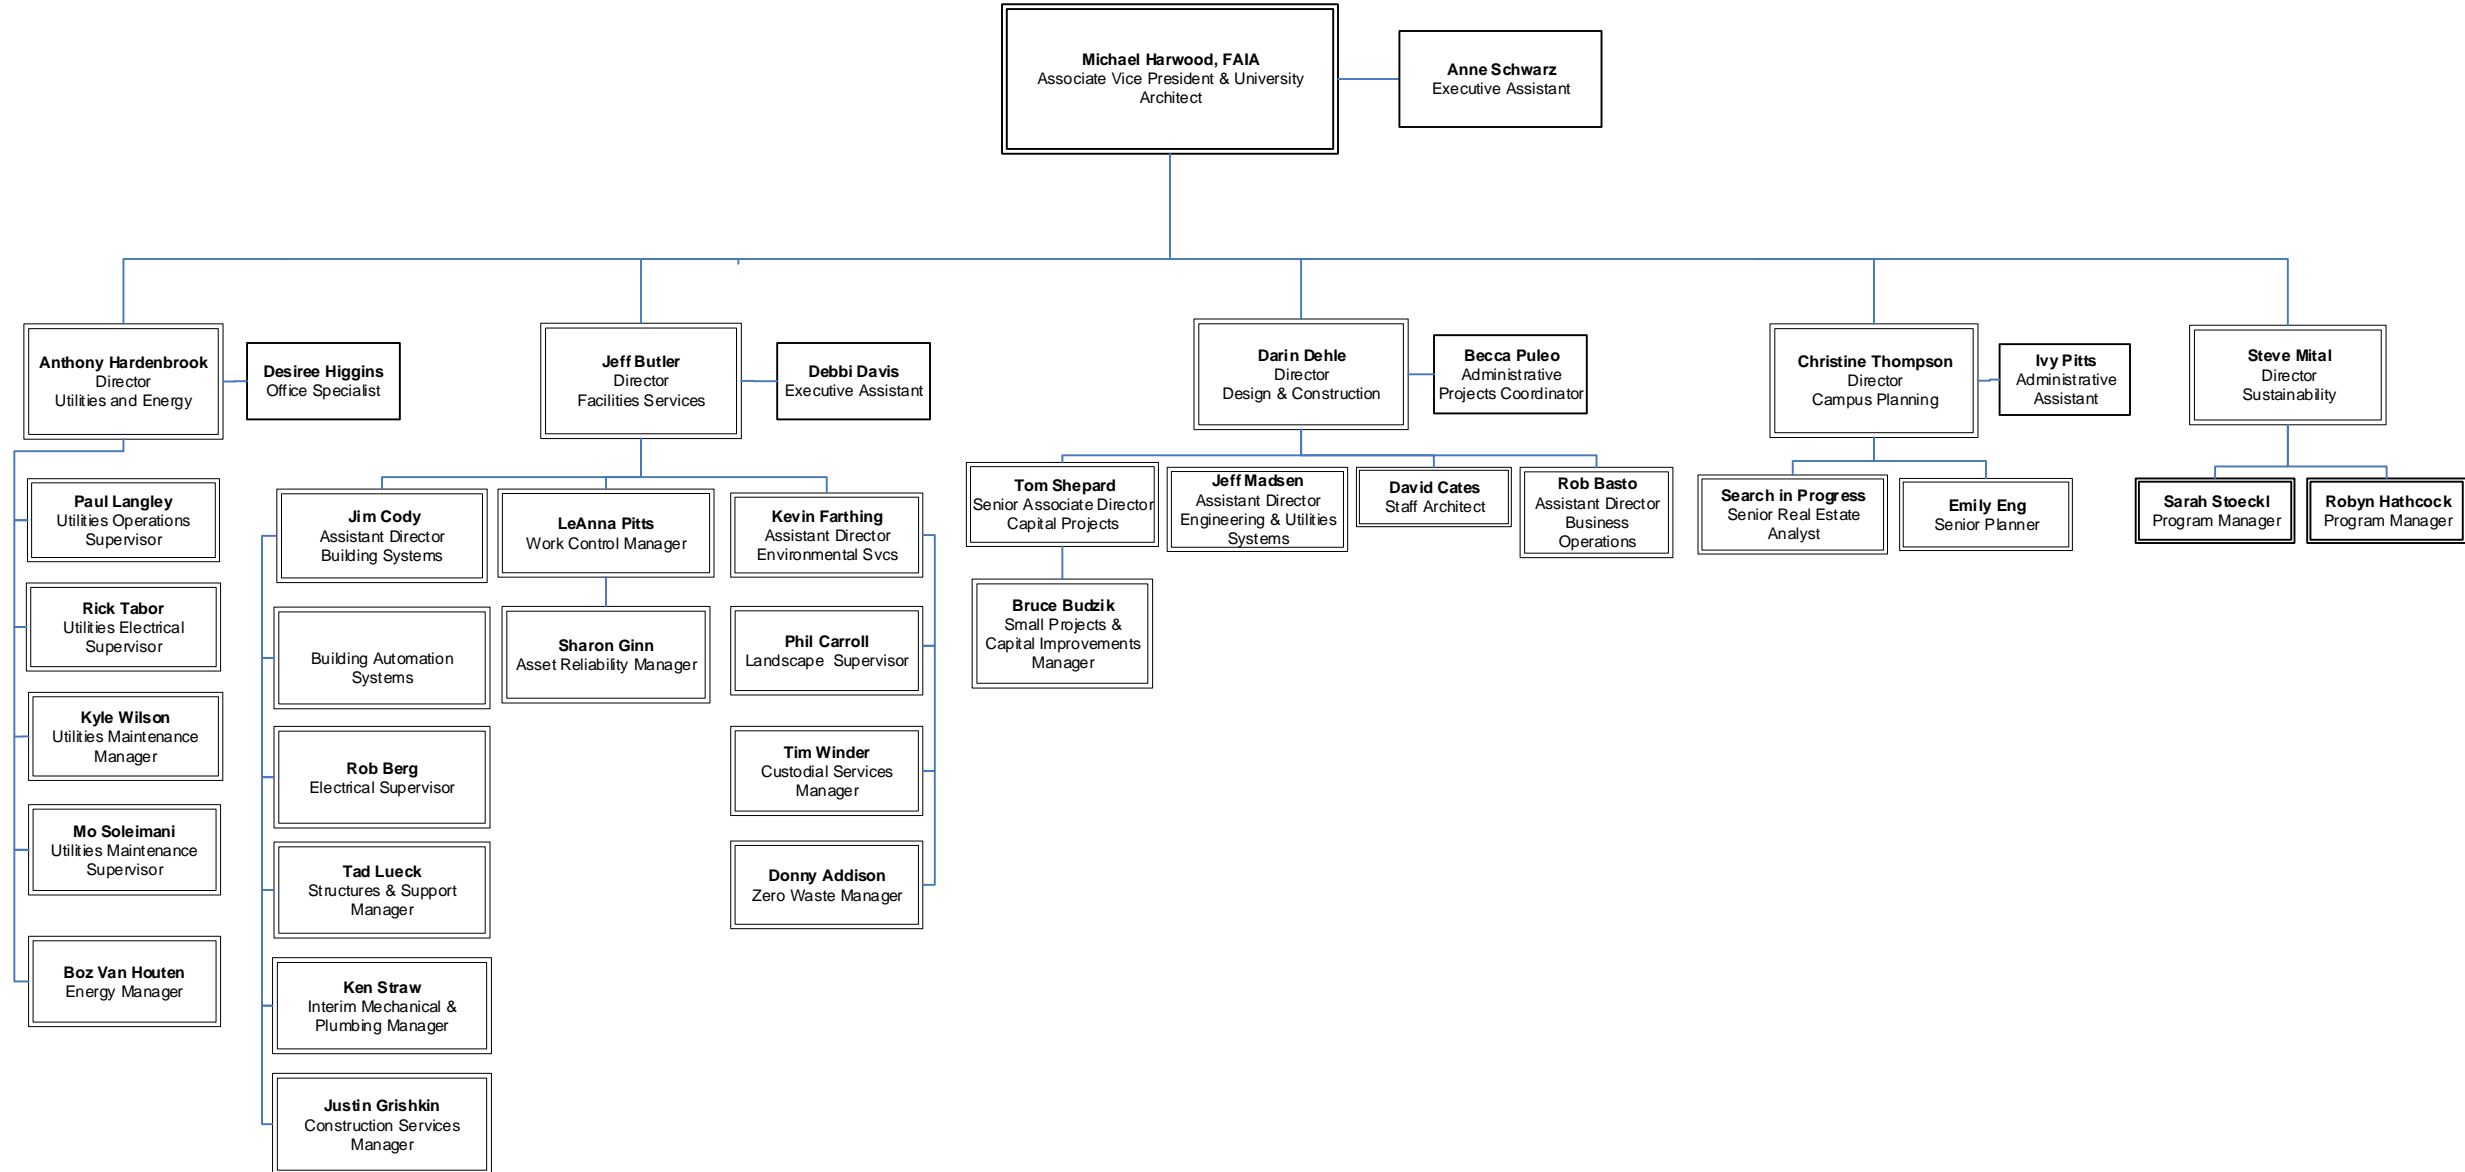 Michael Harwood, FAIA
Associate Vice President & University
Architect
Anne Schwarz
Executive Assistant
Anthony Hardenbrook
Director
Utilities and Energy
Desiree Higgins
Office Specialist
Jeff Butler
Director
Facilities Services
Debbi Davis
Executive Assistant
Darin Dehle
Director
Design & Construction
Becca Puleo
Administrative
Projects Coordinator
Christine Thompson
Director
Campus Planning
Ivy Pitts
Administrative
Assistant
Steve Mital
Director
Sustainability
Paul Langley
Utilities Operations
Supervisor
Rick Tabor
Utilities Electrical
Supervisor
Kyle Wilson
Utilities Maintenance
Manager
Mo Soleimani
Utilities Maintenance
Supervisor
Boz Van Houten
Energy Manager
Jim Cody
Assistant Director
Building Systems
Building Automation
Systems
Rob Berg
Electrical Supervisor
Tad Lueck
Structures & Support
Manager
Ken Straw
Interim Mechanical &
Plumbing Manager
Justin Grishkin
Construction Services
Manager
LeAnna Pitts
Work Control Manager
Sharon Ginn
Asset Reliability Manager
Kevin Farthing
Assistant Director
Environmental Svcs
Phil Carroll
Landscape Supervisor
Tim Winder
Custodial Services
Manager
Donny Addison
Zero Waste Manager
Tom Shepard
Senior Associate Director
Capital Projects
Bruce Budzik
Small Projects &
Capital Improvements
Manager
Jeff Madsen
Assistant Director
Engineering & Utilities
Systems
David Cates
Staff Architect
Rob Basto
Assistant Director
Business
Operations
Search in Progress
Senior Real Estate
Analyst
Emily Eng
Senior Planner
Sarah Stoeckl
Program Manager
Robyn Hathcock
Program Manager